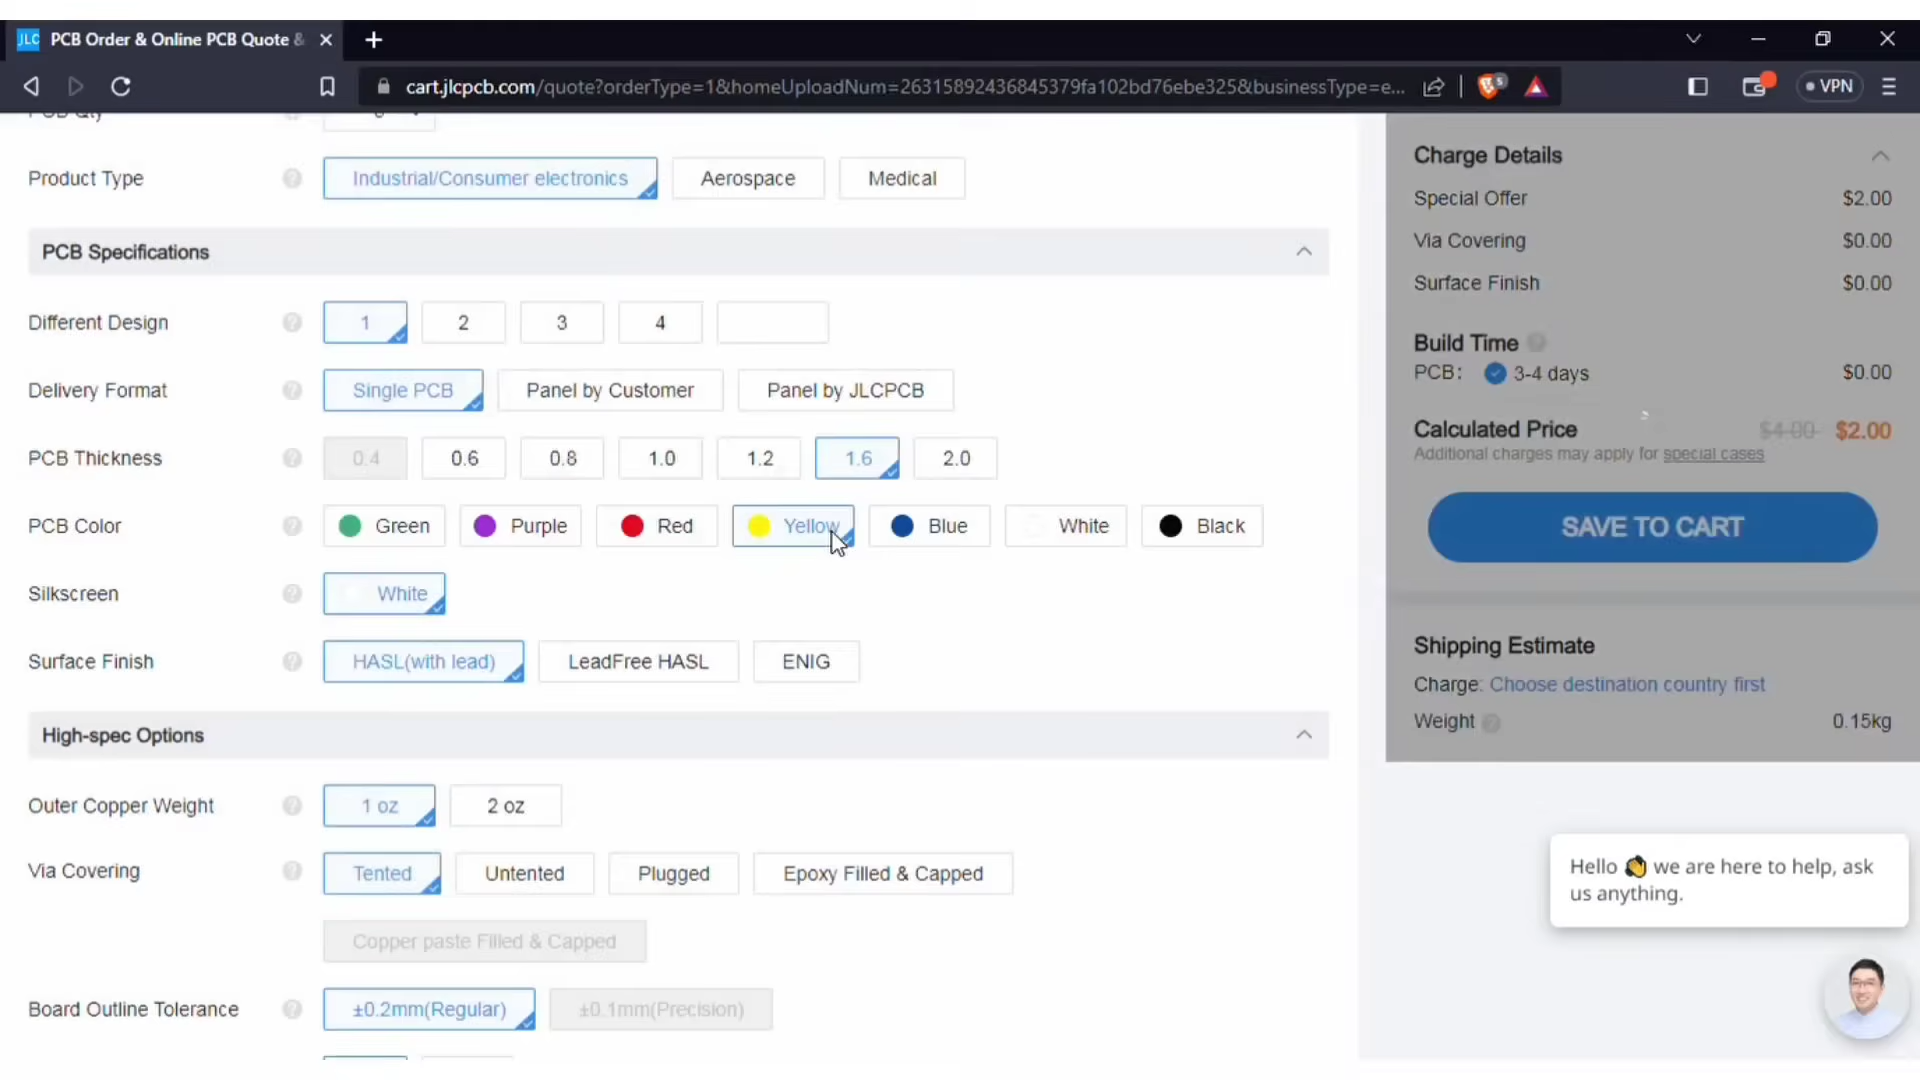 JLC PCB Order & Online PCB Quote &
cart.jlcpcb.com/quote?orderType=1&homeUploadNum=26315892436845379fa102bd76ebe325&businessType=e...
5
VPN
PCB Qty
Product Type
Industrial/Consumer electronics
Aerospace
Medical
PCB Specifications
Different Design
1
2
3
4
Delivery Format
Single PCB
Panel by Customer
Panel by JLCPCB
PCB Thickness
0.4
0.6
0.8
1.0
1.2
1.6
2.0
PCB Color
Green
Purple
Red
Yellow
Blue
White
Black
Silkscreen
White
Surface Finish
HASL(with lead)
LeadFree HASL
ENIG
High-spec Options
Outer Copper Weight
1 oz
2 oz
Via Covering
Tented
Untented
Plugged
Epoxy Filled & Capped
Copper paste Filled & Capped
Board Outline Tolerance
±0.2mm(Regular)
±0.1mm(Precision)
Charge Details
Special Offer $2.00
Via Covering $0.00
Surface Finish $0.00
Build Time
PCB: 3-4 days $0.00
Calculated Price $4.00 $2.00
Additional charges may apply for special cases
SAVE TO CART
Shipping Estimate
Charge: Choose destination country first
Weight 0.15kg
Hello 👏 we are here to help, ask
us anything.